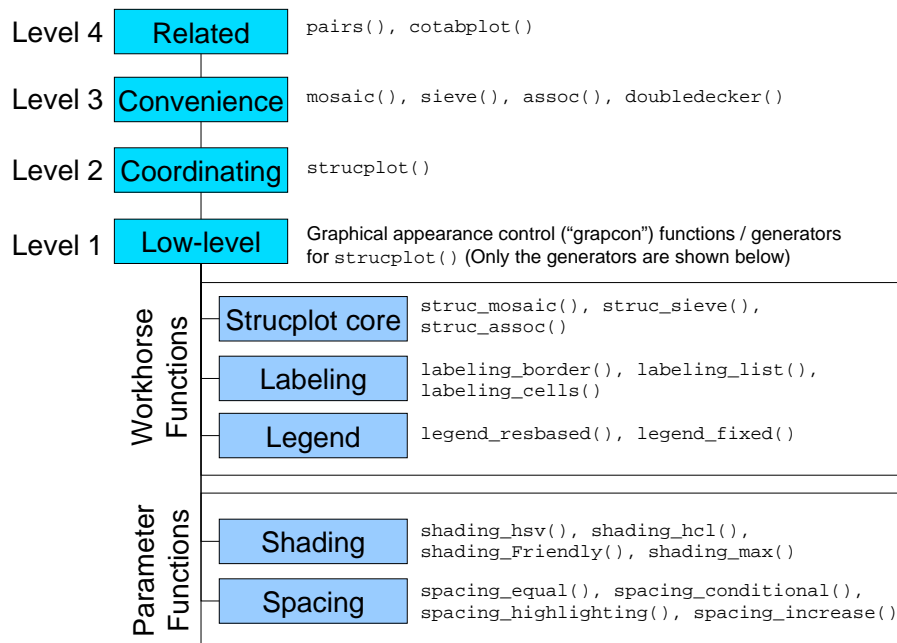 Level 4 Related pairs(), cotabplot()
Level 3 Convenience mosaic(), sieve(), assoc(), doubledecker()
Level 2 Coordinating strucplot()
Level 1 Low-level Graphical appearance control (“grapcon”) functions / generators
for strucplot() (Only the generators are shown below)
Workhorse
Functions
Strucplot core struc_mosaic(), struc_sieve(),
struc_assoc()
Labeling labeling_border(), labeling_list(),
labeling_cells()
Legend legend_resbased(), legend_fixed()
Parameter
Functions
Shading shading_hsv(), shading_hcl(),
shading_Friendly(), shading_max()
Spacing spacing_equal(), spacing_conditional(),
spacing_highlighting(), spacing_increase()